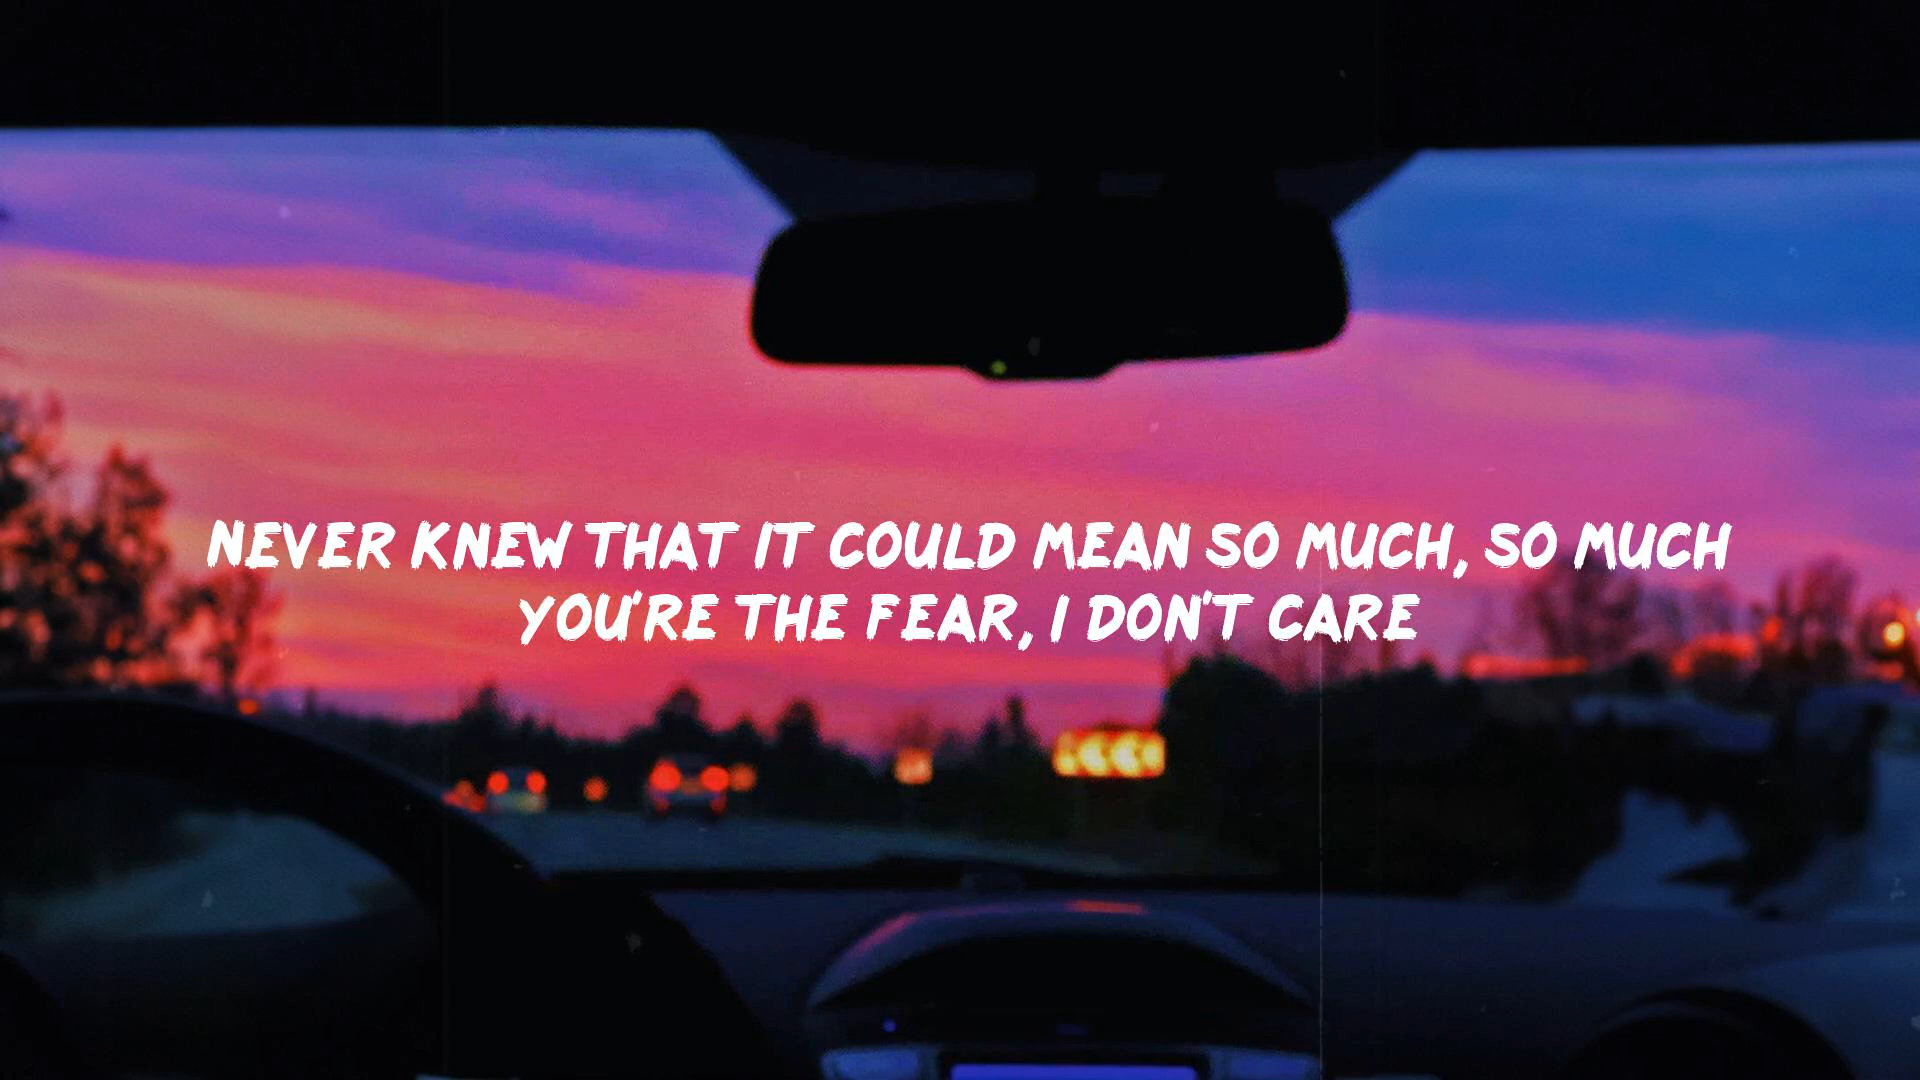 NEVER KNEW THAT IT COULD MEAN SO MUCH, SO MUCH
YOU'RE THE FEAR, I DON'T CARE